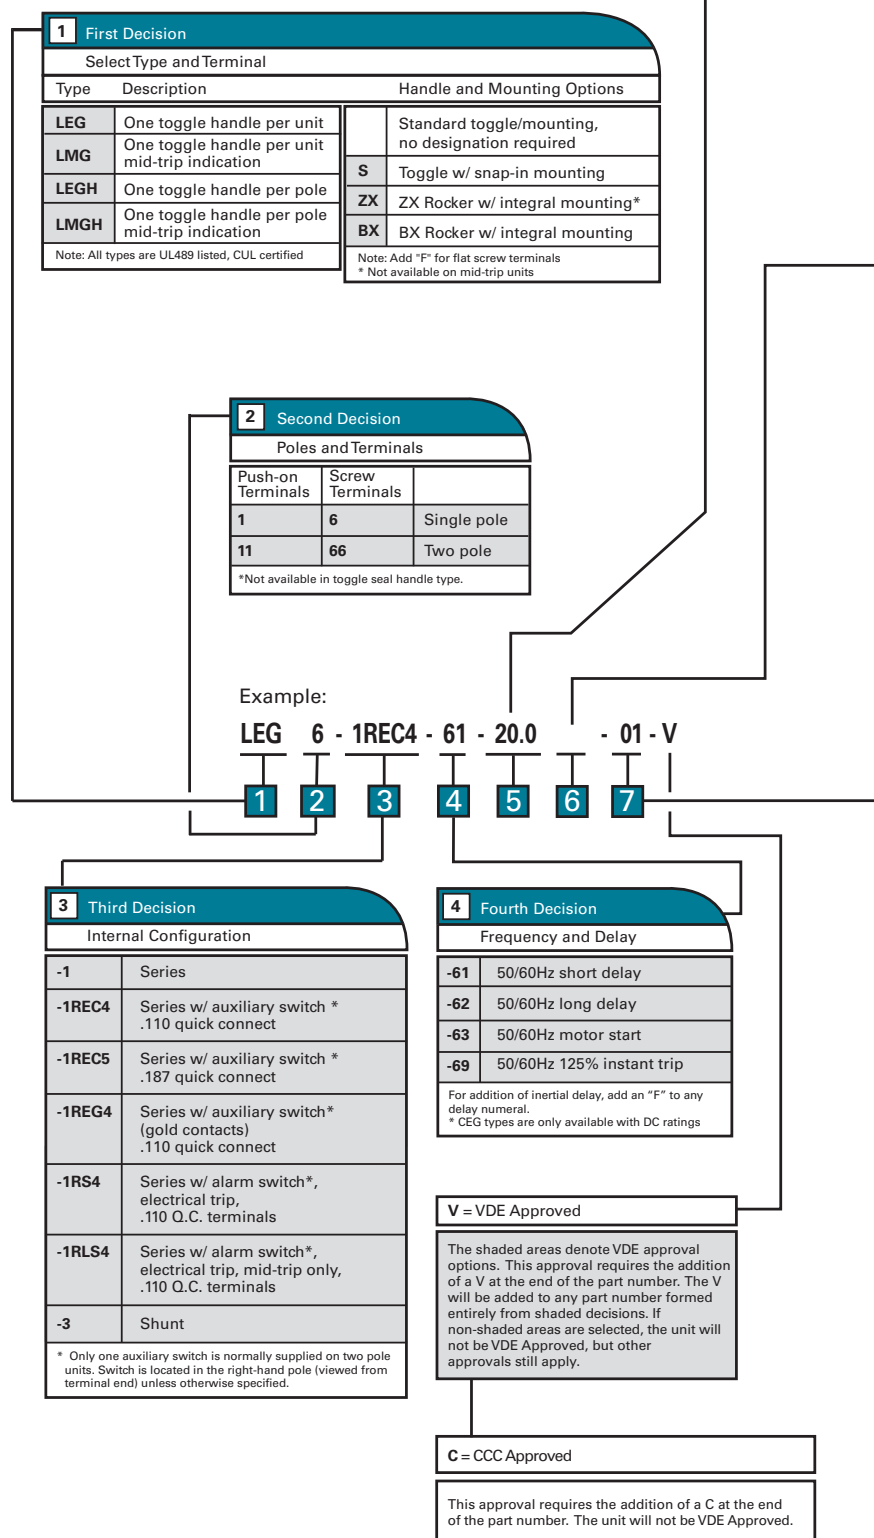 1 First Decision
Select Type and Terminal
Type Description Handle and Mounting Options
LEG One toggle handle per unit
LMG One toggle handle per unit
mid-trip indication
LEGH One toggle handle per pole
LMGH One toggle handle per pole
mid-trip indication
Note: All types are UL489 listed, CUL certified
Standard toggle/mounting,
no designation required
S Toggle w/ snap-in mounting
ZX ZX Rocker w/ integral mounting*
BX BX Rocker w/ integral mounting
Note: Add "F" for flat screw terminals
* Not available on mid-trip units
2 Second Decision
Poles and Terminals
Push-on
Terminals
Screw
Terminals
1 6 Single pole
11 66 Two pole
*Not available in toggle seal handle type.
Example:
LEG 6 - 1REC4 - 61 - 20.0 - 01 - V
1 2 3 4 5 6 7
3 Third Decision
Internal Configuration
-1 Series
-1REC4 Series w/ auxiliary switch *
.110 quick connect
-1REC5 Series w/ auxiliary switch *
.187 quick connect
-1REG4 Series w/ auxiliary switch*
(gold contacts)
.110 quick connect
-1RS4 Series w/ alarm switch*,
electrical trip,
.110 Q.C. terminals
-1RLS4 Series w/ alarm switch*,
electrical trip, mid-trip only,
.110 Q.C. terminals
-3 Shunt
* Only one auxiliary switch is normally supplied on two pole
units. Switch is located in the right-hand pole (viewed from
terminal end) unless otherwise specified.
4 Fourth Decision
Frequency and Delay
-61 50/60Hz short delay
-62 50/60Hz long delay
-63 50/60Hz motor start
-69 50/60Hz 125% instant trip
For addition of inertial delay, add an “F” to any
delay numeral.
* CEG types are only available with DC ratings
V = VDE Approved
The shaded areas denote VDE approval
options. This approval requires the addition
of a V at the end of the part number. The V
will be added to any part number formed
entirely from shaded decisions. If
non-shaded areas are selected, the unit will
not be VDE Approved, but other
approvals still apply.
C = CCC Approved
This approval requires the addition of a C at the end
of the part number. The unit will not be VDE Approved.